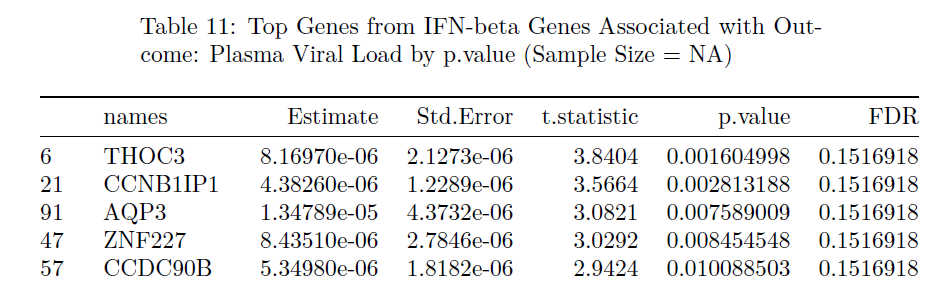 Table 11: Top Genes from IFN-beta Genes Associated with Out-
come: Plasma Viral Load by p.value (Sample Size = NA)
names Estimate Std.Error t.statistic p.value FDR
6 THOC3 8.16970e-06 2.1273e-06 3.8404 0.001604998 0.1516918
21 CCNB1IP1 4.38260e-06 1.2289e-06 3.5664 0.002813188 0.1516918
91 AQP3 1.34789e-05 4.3732e-06 3.0821 0.007589009 0.1516918
47 ZNF227 8.43510e-06 2.7846e-06 3.0292 0.008454548 0.1516918
57 CCDC90B 5.34980e-06 1.8182e-06 2.9424 0.010088503 0.1516918